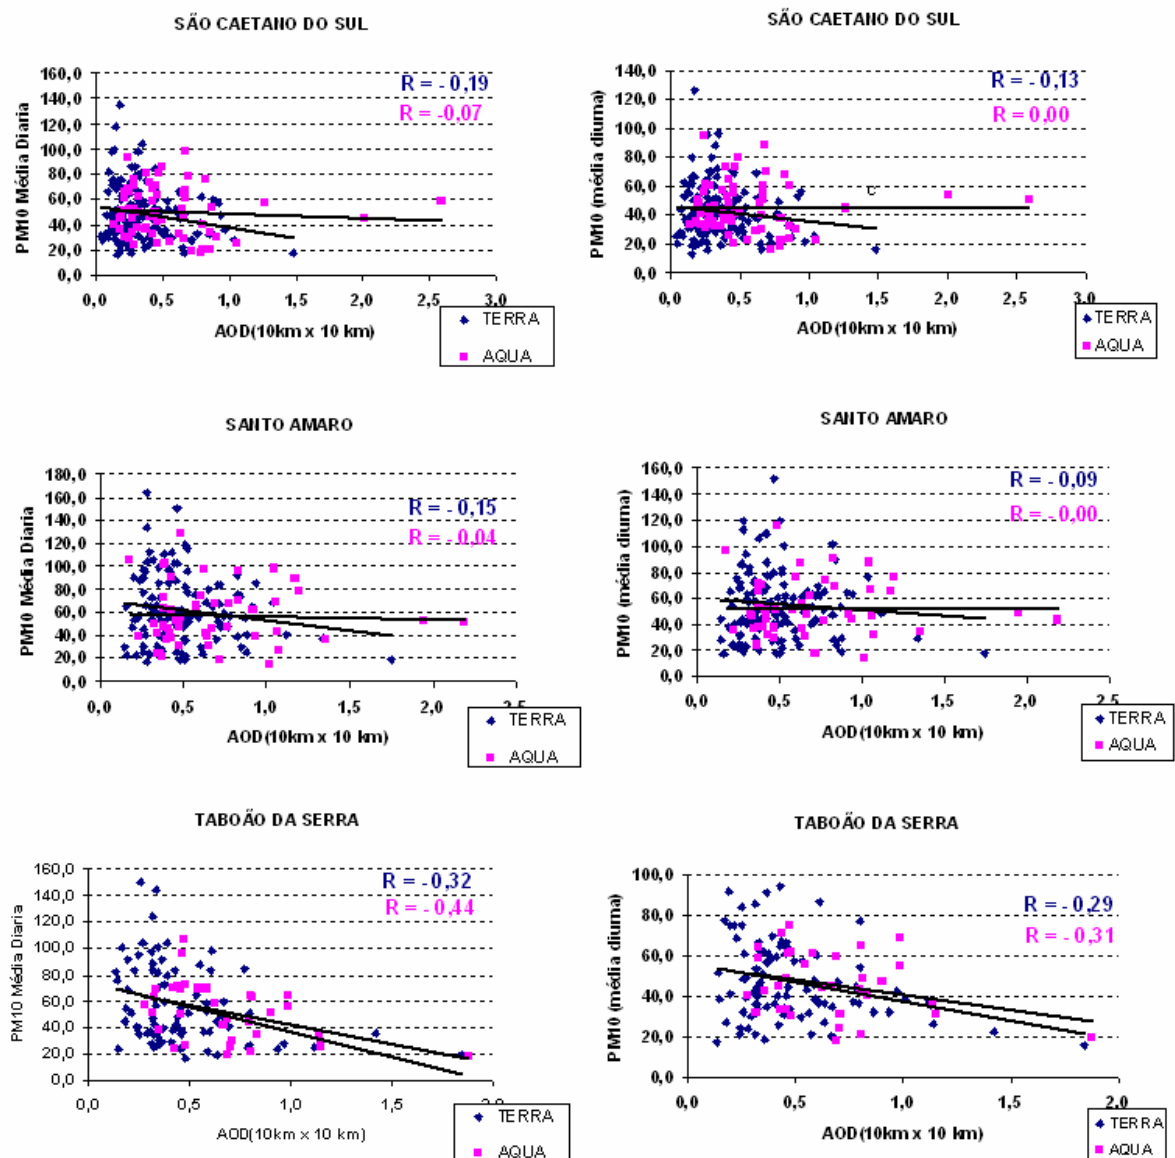 SÃO CAETANO DO SUL
R = - 0,19
R = -0,07
PM10 Média Diaria
160,0
140,0
120,0
100,0
80,0
60,0
40,0
20,0
0,0
0,0 0,5 1,0 1,5 2,0 2,5 3,0
AOD(10km x 10 km)
TERRA
AQUA
SÃO CAETANO DO SUL
R = - 0,13
R = 0,00
PM10 (média diurna)
140,0
120,0
100,0
80,0
60,0
40,0
20,0
0,0
C
0,0 0,5 1,0 1,5 2,0 2,5 3,0
AOD(10km x 10 km)
TERRA
AQUA
SANTO AMARO
R = - 0,15
R = - 0,04
PM10 Média Diaria
180,0
160,0
140,0
120,0
100,0
80,0
60,0
40,0
20,0
0,0
0,0 0,5 1,0 1,5 2,0 2,5
AOD(10km x 10 km)
TERRA
AQUA
SANTO AMARO
R = - 0,09
R = - 0,00
PM10 (média diurna)
160,0
140,0
120,0
100,0
80,0
60,0
40,0
20,0
0,0
0,0 0,5 1,0 1,5 2,0 2,5
AOD(10km x 10 km)
TERRA
AQUA
TABOÃO DA SERRA
R = - 0,32
R = - 0,44
PM10 Média Diaria
160,0
140,0
120,0
100,0
80,0
60,0
40,0
20,0
0,0
0,0 0,5 1,0 1,5 2,0
AOD(10km x 10 km)
TERRA
AQUA
TABOÃO DA SERRA
R = - 0,29
R = - 0,31
PM10 (média diurna)
100,0
80,0
60,0
40,0
20,0
0,0
0,0 0,5 1,0 1,5 2,0
AOD(10km x 10 km)
TERRA
AQUA